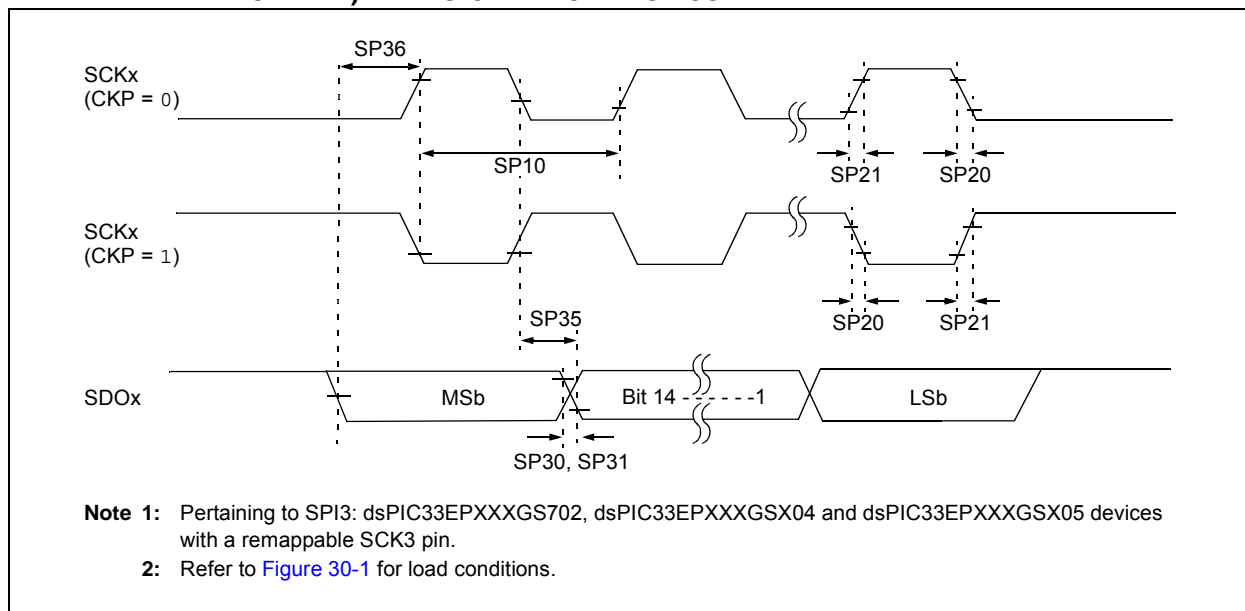 SP36
SCKx
(CKP = 0)
SP10
SP21
SP20
SCKx
(CKP = 1)
SP35
SP20
SP21
SDOx
MSb
Bit 14 - - - - - -1
LSb
SP30, SP31
Note 1: Pertaining to SPI3: dsPIC33EPXXXGS702, dsPIC33EPXXXGSX04 and dsPIC33EPXXXGSX05 devices
with a remappable SCK3 pin.
2: Refer to Figure 30-1 for load conditions.